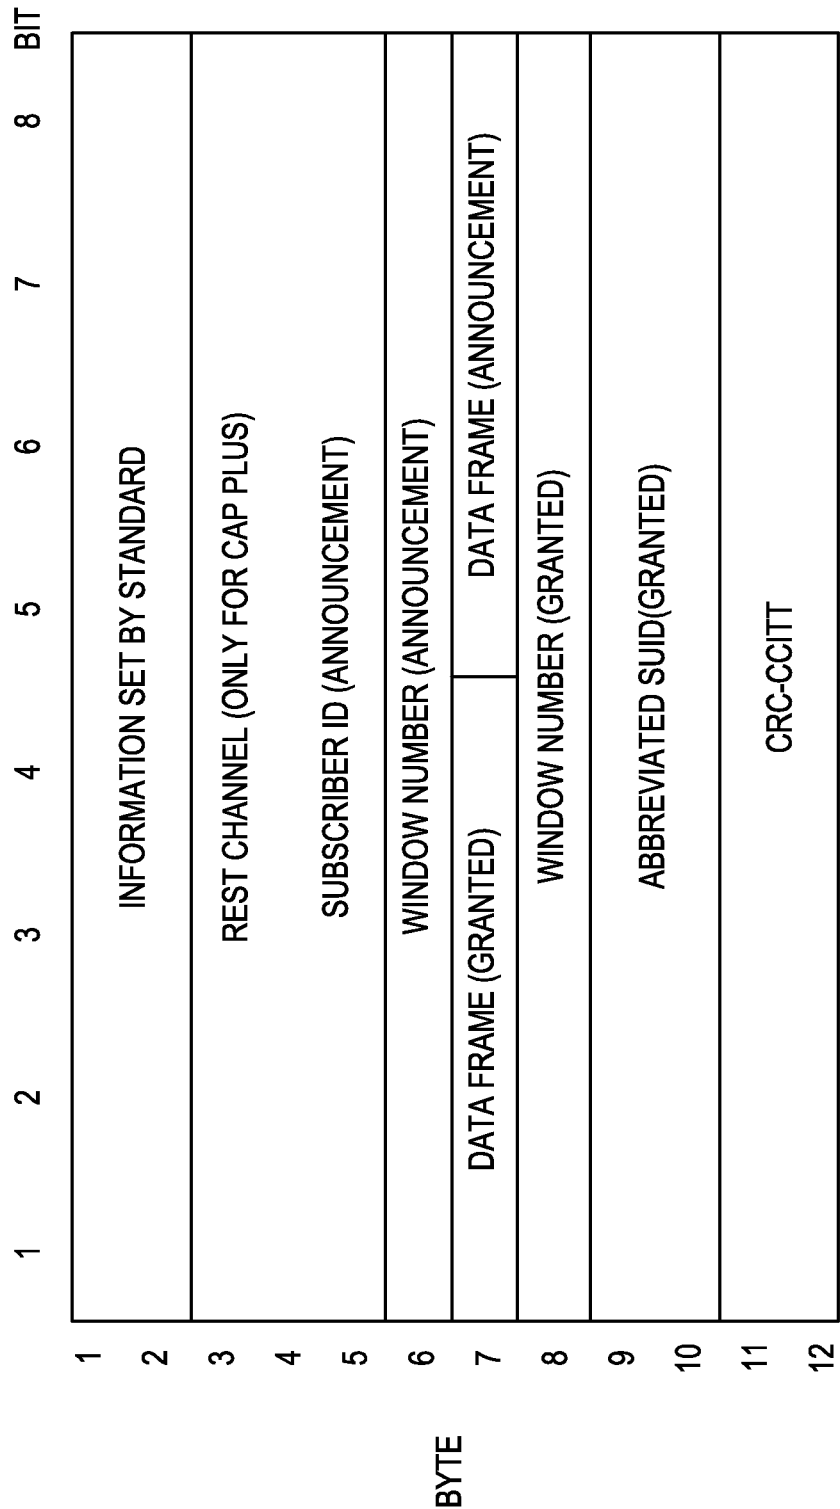 1 2 3 4 5 6 7 8 BIT
BYTE
1
INFORMATION SET BY STANDARD
2
3 REST CHANNEL (ONLY FOR CAP PLUS)
4
5 SUBSCRIBER ID (ANNOUNCEMENT)
6 WINDOW NUMBER (ANNOUNCEMENT)
7 DATA FRAME (GRANTED) DATA FRAME (ANNOUNCEMENT)
8 WINDOW NUMBER (GRANTED)
9
ABBREVIATED SUID(GRANTED)
10
11
CRC-CCITT
12